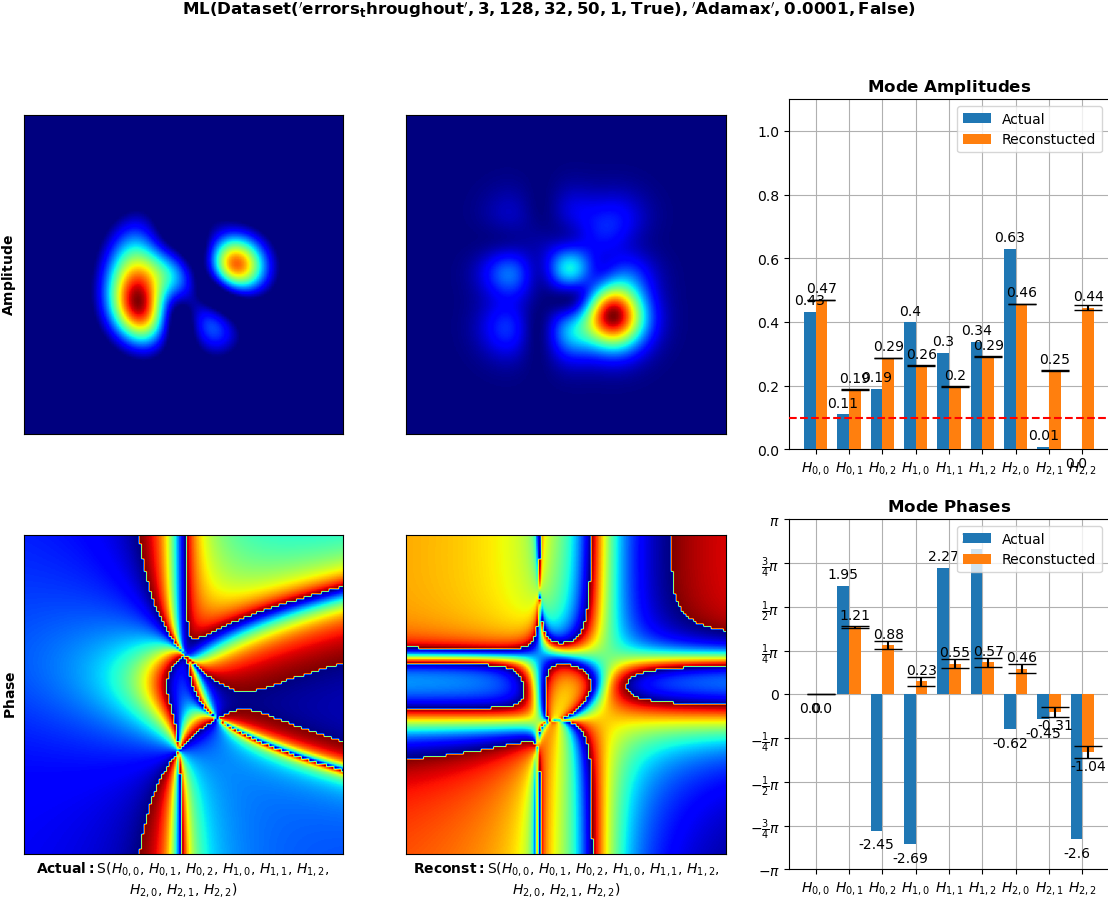 ML(Dataset('errors_throughout', 3, 128, 32, 50, 1, True), 'Adamax', 0.0001, False)
Amplitude
Mode Amplitudes
Actual
Reconstucted
1.0
0.8
0.6
0.4
0.2
0.0
0.43
0.47
0.11
0.19
0.19
0.29
0.4
0.26
0.3
0.2
0.34
0.29
0.63
0.46
0.01
0.25
0.0
0.44
H0,0 H0,1 H0,2 H1,0 H1,1 H1,2 H2,0 H2,1 H2,2
Phase
Mode Phases
Actual
Reconstucted
π
3/4π
1/2π
1/4π
0
−1/4π
−1/2π
−3/4π
−π
0.0
0.0
1.95
1.21
-2.45
0.88
-2.69
0.23
2.27
0.55
0.57
-0.62
0.46
-0.45
-0.31
-2.6
-1.04
H0,0 H0,1 H0,2 H1,0 H1,1 H1,2 H2,0 H2,1 H2,2
Actual: S(H0,0, H0,1, H0,2, H1,0, H1,1, H1,2,
H2,0, H2,1, H2,2)
Reconst: S(H0,0, H0,1, H0,2, H1,0, H1,1, H1,2,
H2,0, H2,1, H2,2)